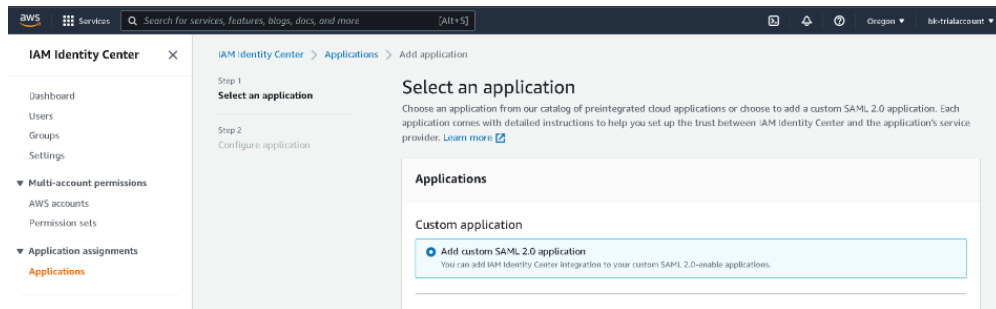 aws Services Search for services, features, blogs, docs, and more [Alt+S] Oregon ▼ bk-trialaccount ▼
IAM Identity Center ×
Dashboard
Users
Groups
Settings
▼ Multi-account permissions
AWS accounts
Permission sets
▼ Application assignments
Applications
IAM Identity Center > Applications > Add application
Step 1
Select an application
Step 2
Configure application
Select an application
Choose an application from our catalog of preintegrated cloud applications or choose to add a custom SAML 2.0 application. Each
application comes with detailed instructions to help you set up the trust between IAM Identity Center and the application's service
provider. Learn more
Applications
Custom application
Add custom SAML 2.0 application
You can add IAM Identity Center integration to your custom SAML 2.0-enable applications.